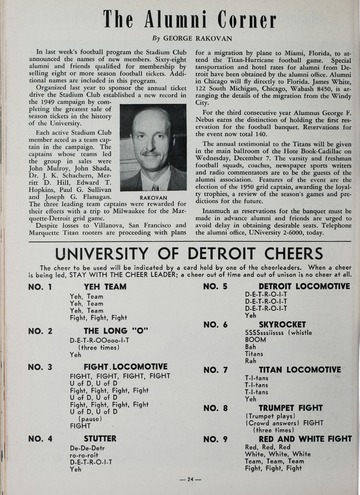 The Alumni Corner
By GEORGE RAKOVAN
In last week's football program the Stadium Club
announced the names of new members. Sixty-eight
alumni and friends qualified for membership by
selling eight or more season football tickets. Addi-
tional names are included in this program.
Organized last year to sponsor the annual ticket
drive the Stadium Club established a new record in
the 1949 campaign by com-
pleting the greatest sale of
season tickets in the history
of the University.
Each active Stadium Club
member acted as a team cap-
tain in the campaign. The
captains whose teams led
the group in sales were
John Mulroy, John Shada,
Dr. J. K. Schachern, Mer-
ritt D. Hill, Edward T.
Hopkins, Paul G. Sullivan
and Joseph G. Flanagan.
The three leading team captains were rewarded for
their efforts with a trip to Milwaukee for the Mar-
quette-Detroit grid game.
Despite losses to Villanova, San Francisco and
Marquette Titan rooters are proceeding with plans
RAKOVAN
for a migration by plane to Miami, Florida, to at-
tend the Titan-Hurricane football game. Special
transportation and hotel rates for alumni from De-
troit have been obtained by the alumni office. Alumni
in Chicago will fly directly to Florida. James White,
122 South Michigan, Chicago, Wabash 8450, is ar-
ranging the details of the migration from the Windy
City.
For the third consecutive year Alumnus George F.
Nebus earns the distinction of holding the first res-
ervation for the football banquet. Reservations for
the event now total 140.
The annual testimonial to the Titans will be given
in the main ballroom of the Hotel Book-Cadillac on
Wednesday, December 7. The varsity and freshman
football squads, coaches, newspaper sports writers
and radio commentators are to be the guests of the
alumni association. Features of the event are the
election of the 1950 grid captain, awarding the loyal-
ty trophies, a review of the season's games and pre-
dictions for the future.
Inasmuch as reservations for the banquet must be
made in advance alumni and friends are urged to
avoid delay in obtaining desirable seats. Telephone
the alumni office, UNiversity 2-6000, today.
UNIVERSITY OF DETROIT CHEERS
The cheer to be used will be indicated by a card held by one of the cheerleaders. When a cheer
is being led, STAY WITH THE CHEER LEADER; a cheer out of time and out of unison is no cheer at all.
NO. 1 YEH TEAM
Yeh, Team
Yeh, Team
Yeh, Team
Fight, Fight, Fight
NO. 2 THE LONG "O"
D-E-T-R-OOooo-I-T
(three times)
Yeh
NO. 3 FIGHT LOCOMOTIVE
FIGHT, FIGHT, FIGHT, FIGHT
U of D, U of D
Fight, Fight, Fight, Fight
U of D, U of D
Fight, Fight, Fight, Fight
U of D, U of D
(pause)
FIGHT
NO. 4 STUTTER
De-De-Detr
ro-ro-roit
D-E-T-R-O-I-T
Yeh
NO. 5 DETROIT LOCOMOTIVE
D-E-T-R-O-I-T
D-E-T-R-O-I-T
D-E-T-R-O-I-T
Yeh
NO. 6 SKYROCKET
SSSSsssiissss (whistle
BOOM
Bah
Titans
Rah
NO. 7 TITAN LOCOMOTIVE
T-I-tans
T-I-tans
T-I-tans
Yeh
NO. 8 TRUMPET FIGHT
(Trumpet plays)
(Crowd answers) FIGHT
(three times)
NO. 9 RED AND WHITE FIGHT
Red, Red, Red
White, White, White
Team, Team, Team
Fight, Fight, Fight
— 24 —